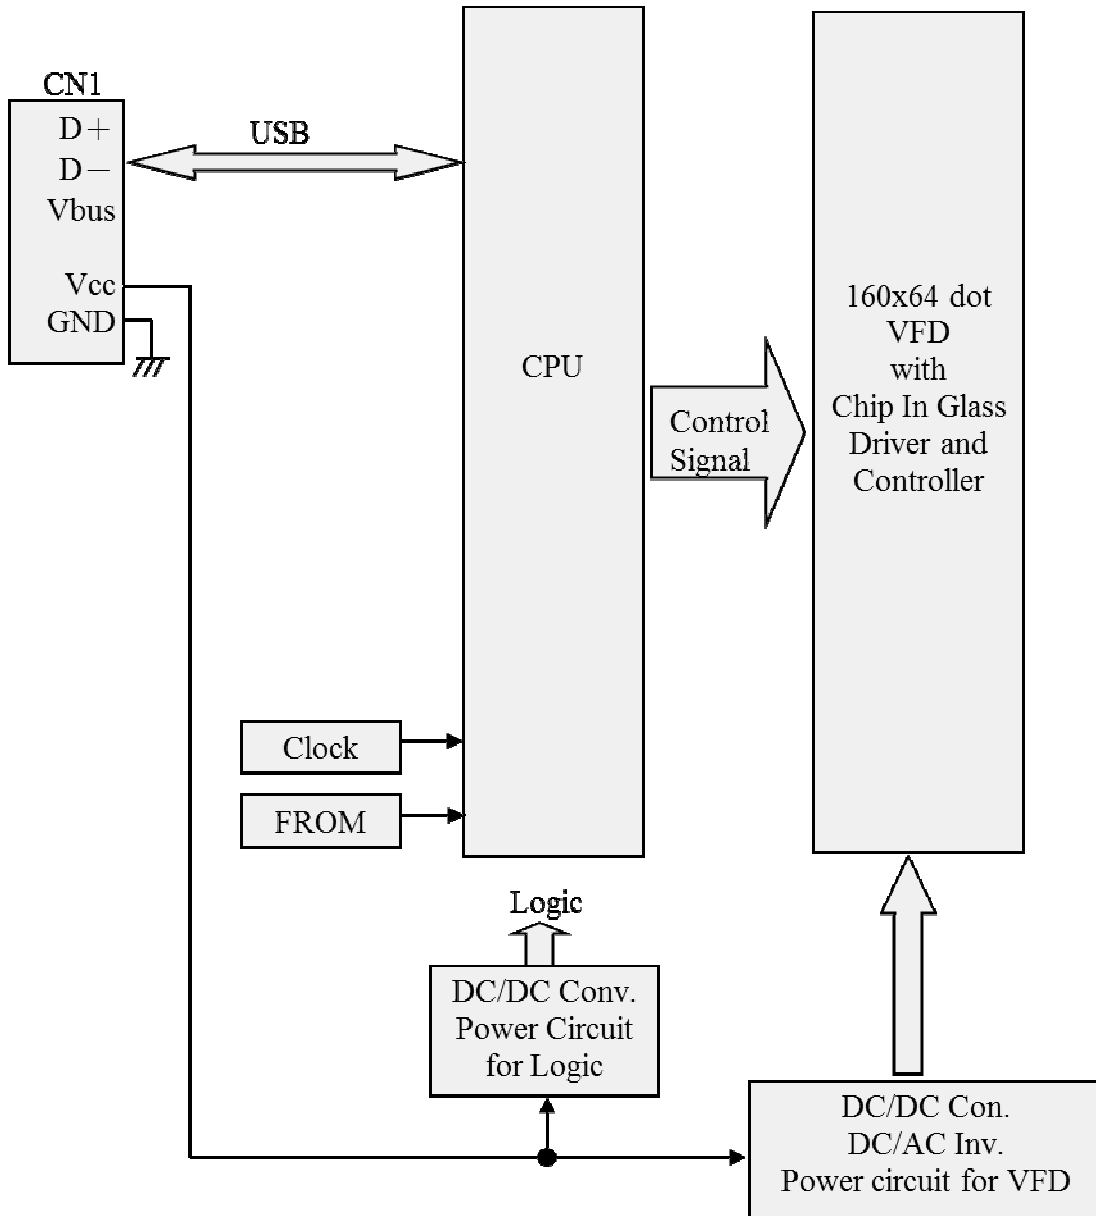 CN1
D+
D−
Vbus
Vcc
GND
USB
CPU
Control
Signal
160x64 dot
VFD
with
Chip In Glass
Driver and
Controller
Clock
FROM
Logic
DC/DC Conv.
Power Circuit
for Logic
DC/DC Con.
DC/AC Inv.
Power circuit for VFD